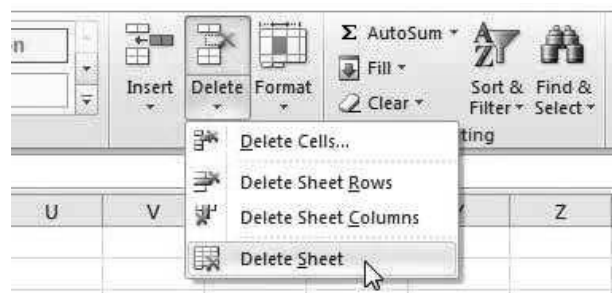 n
Insert Delete Format
Σ AutoSum
Fill
Clear
Sort & Filter
Find & Select
ting
Delete Cells...
Delete Sheet Rows
Delete Sheet Columns
Delete Sheet
U V Z